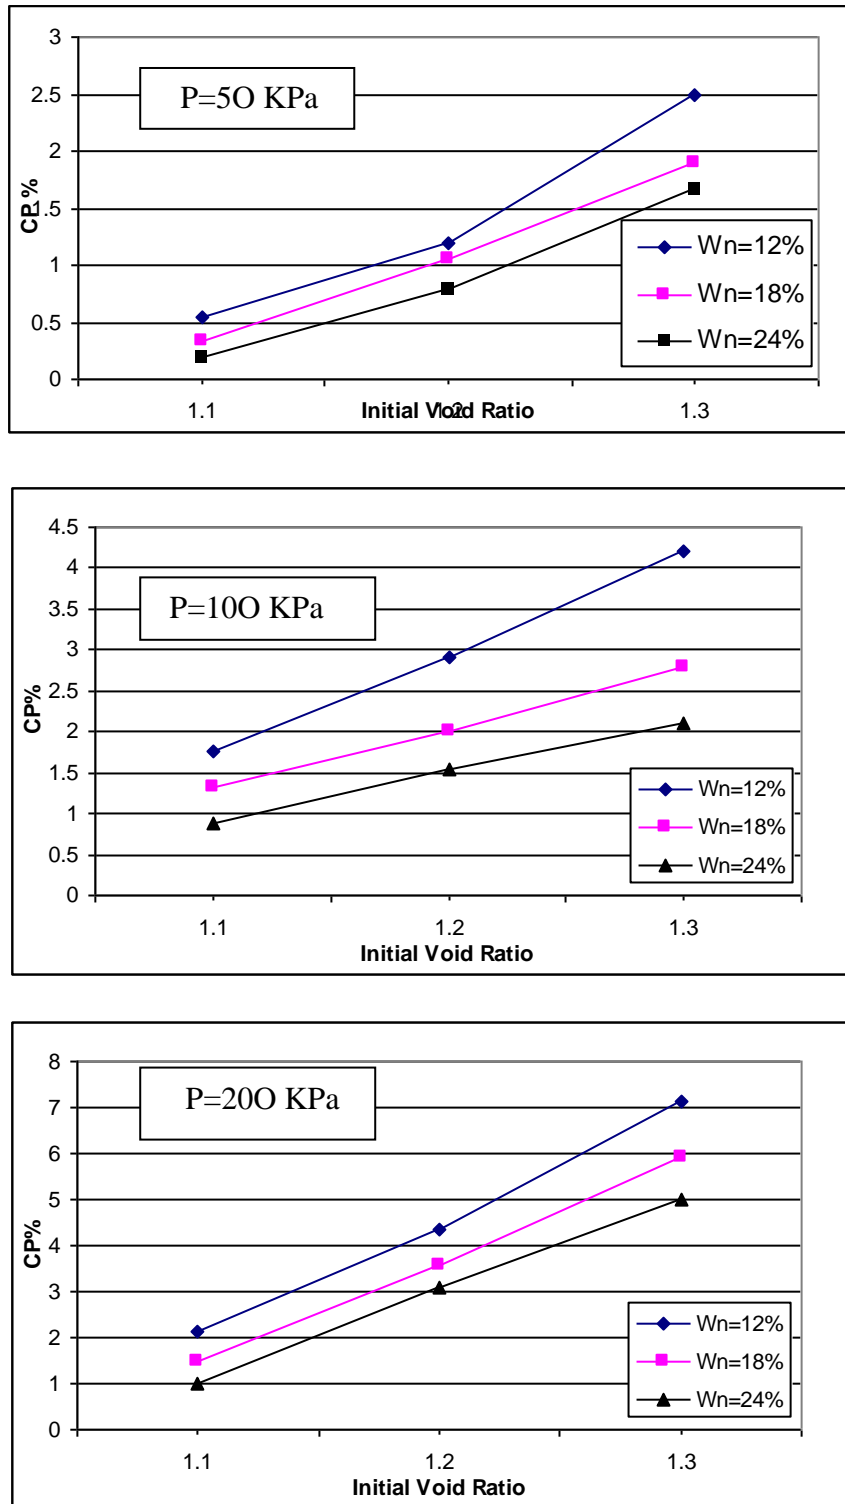 3
P=5O KPa
2.5
2
CP %
1.5
Wn=12%
1
Wn=18%
0.5
Wn=24%
0
1.1 1.2 1.3
Initial Void Ratio
4.5
4
P=10O KPa
3.5
3
2.5
CP%
2
1.5
Wn=12%
1
Wn=18%
0.5
Wn=24%
0
1.1 1.2 1.3
Initial Void Ratio
8
P=20O KPa
7
6
5
CP%
4
3
Wn=12%
2
Wn=18%
1
Wn=24%
0
1.1 1.2 1.3
Initial Void Ratio